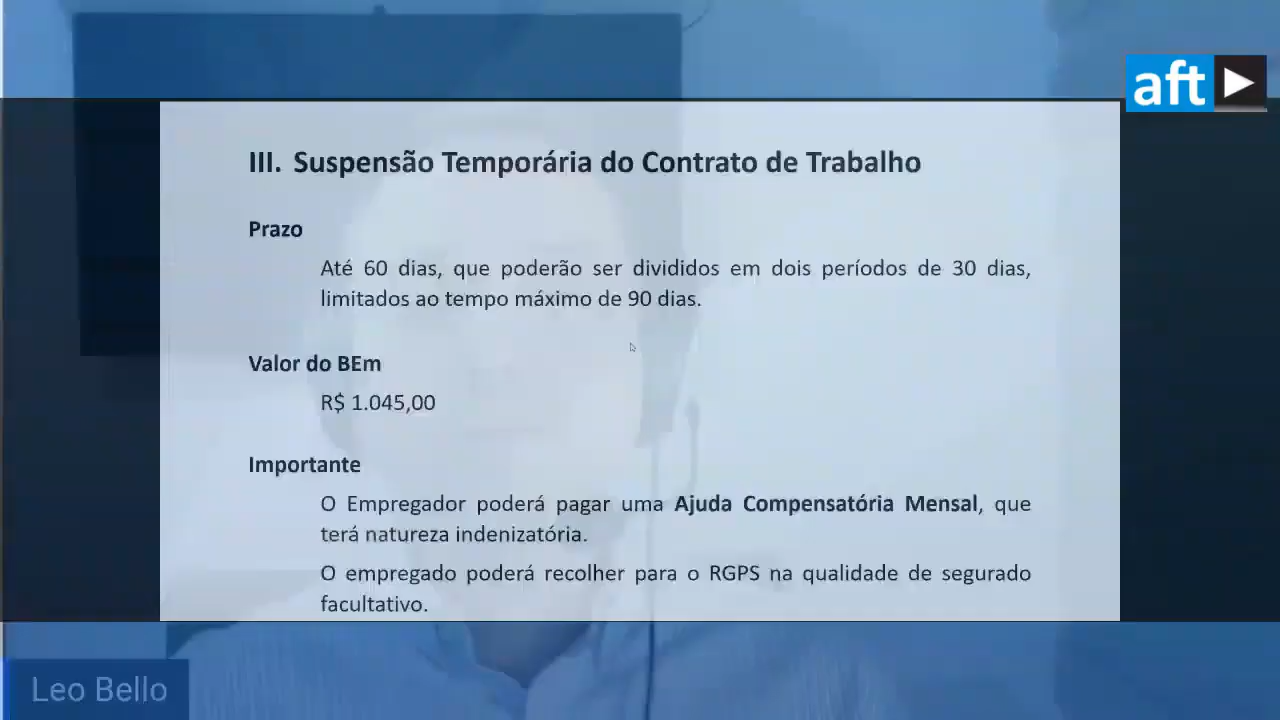 aft
III. Suspensão Temporária do Contrato de Trabalho
Prazo
Até 60 dias, que poderão ser divididos em dois períodos de 30 dias,
limitados ao tempo máximo de 90 dias.
Valor do BEm
R$ 1.045,00
Importante
O Empregador poderá pagar uma Ajuda Compensatória Mensal, que
terá natureza indenizatória.
O empregado poderá recolher para o RGPS na qualidade de segurado
facultativo.
Leo Bello